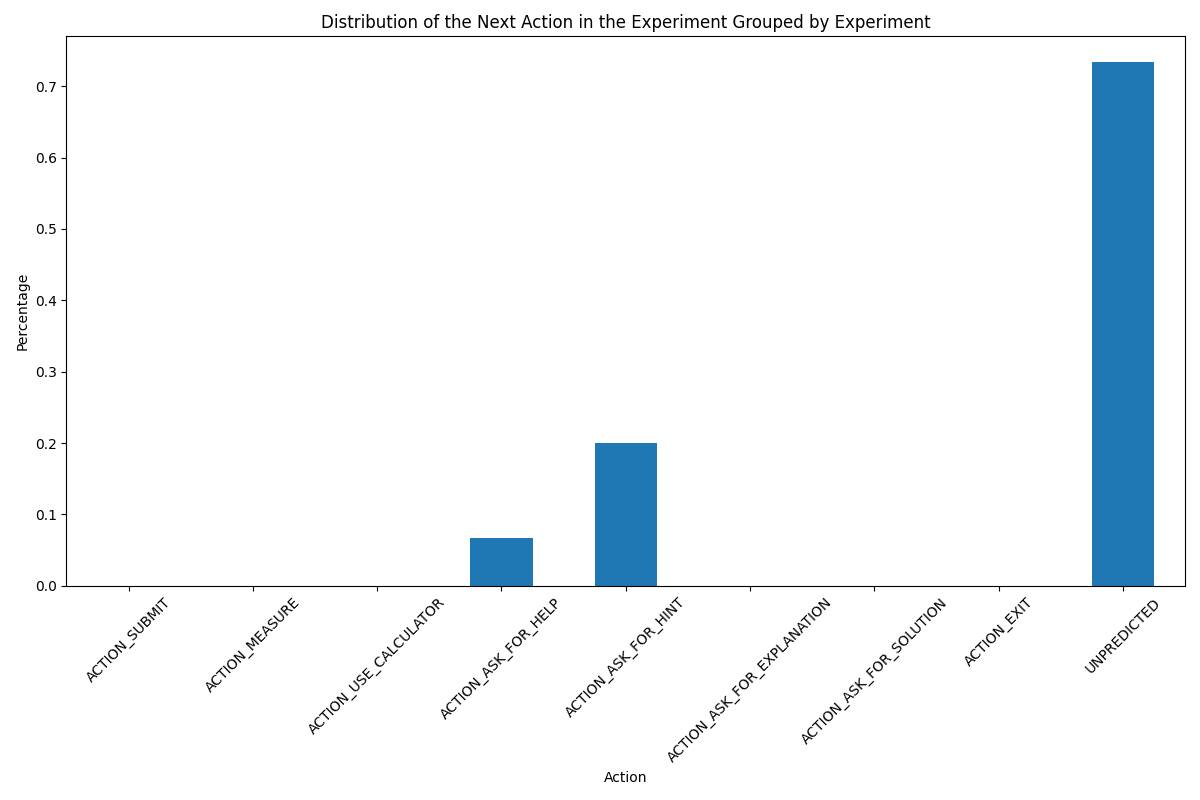 Distribution of the Next Action in the Experiment Grouped by Experiment
Percentage
0.7
0.6
0.5
0.4
0.3
0.2
0.1
0.0
ACTION_SUBMIT
ACTION_MEASURE
ACTION_USE_CALCULATOR
ACTION_ASK_FOR_HELP
ACTION_ASK_FOR_HINT
ACTION_ASK_FOR_EXPLANATION
ACTION_ASK_FOR_SOLUTION
ACTION_EXIT
UNPREDICTED
Action